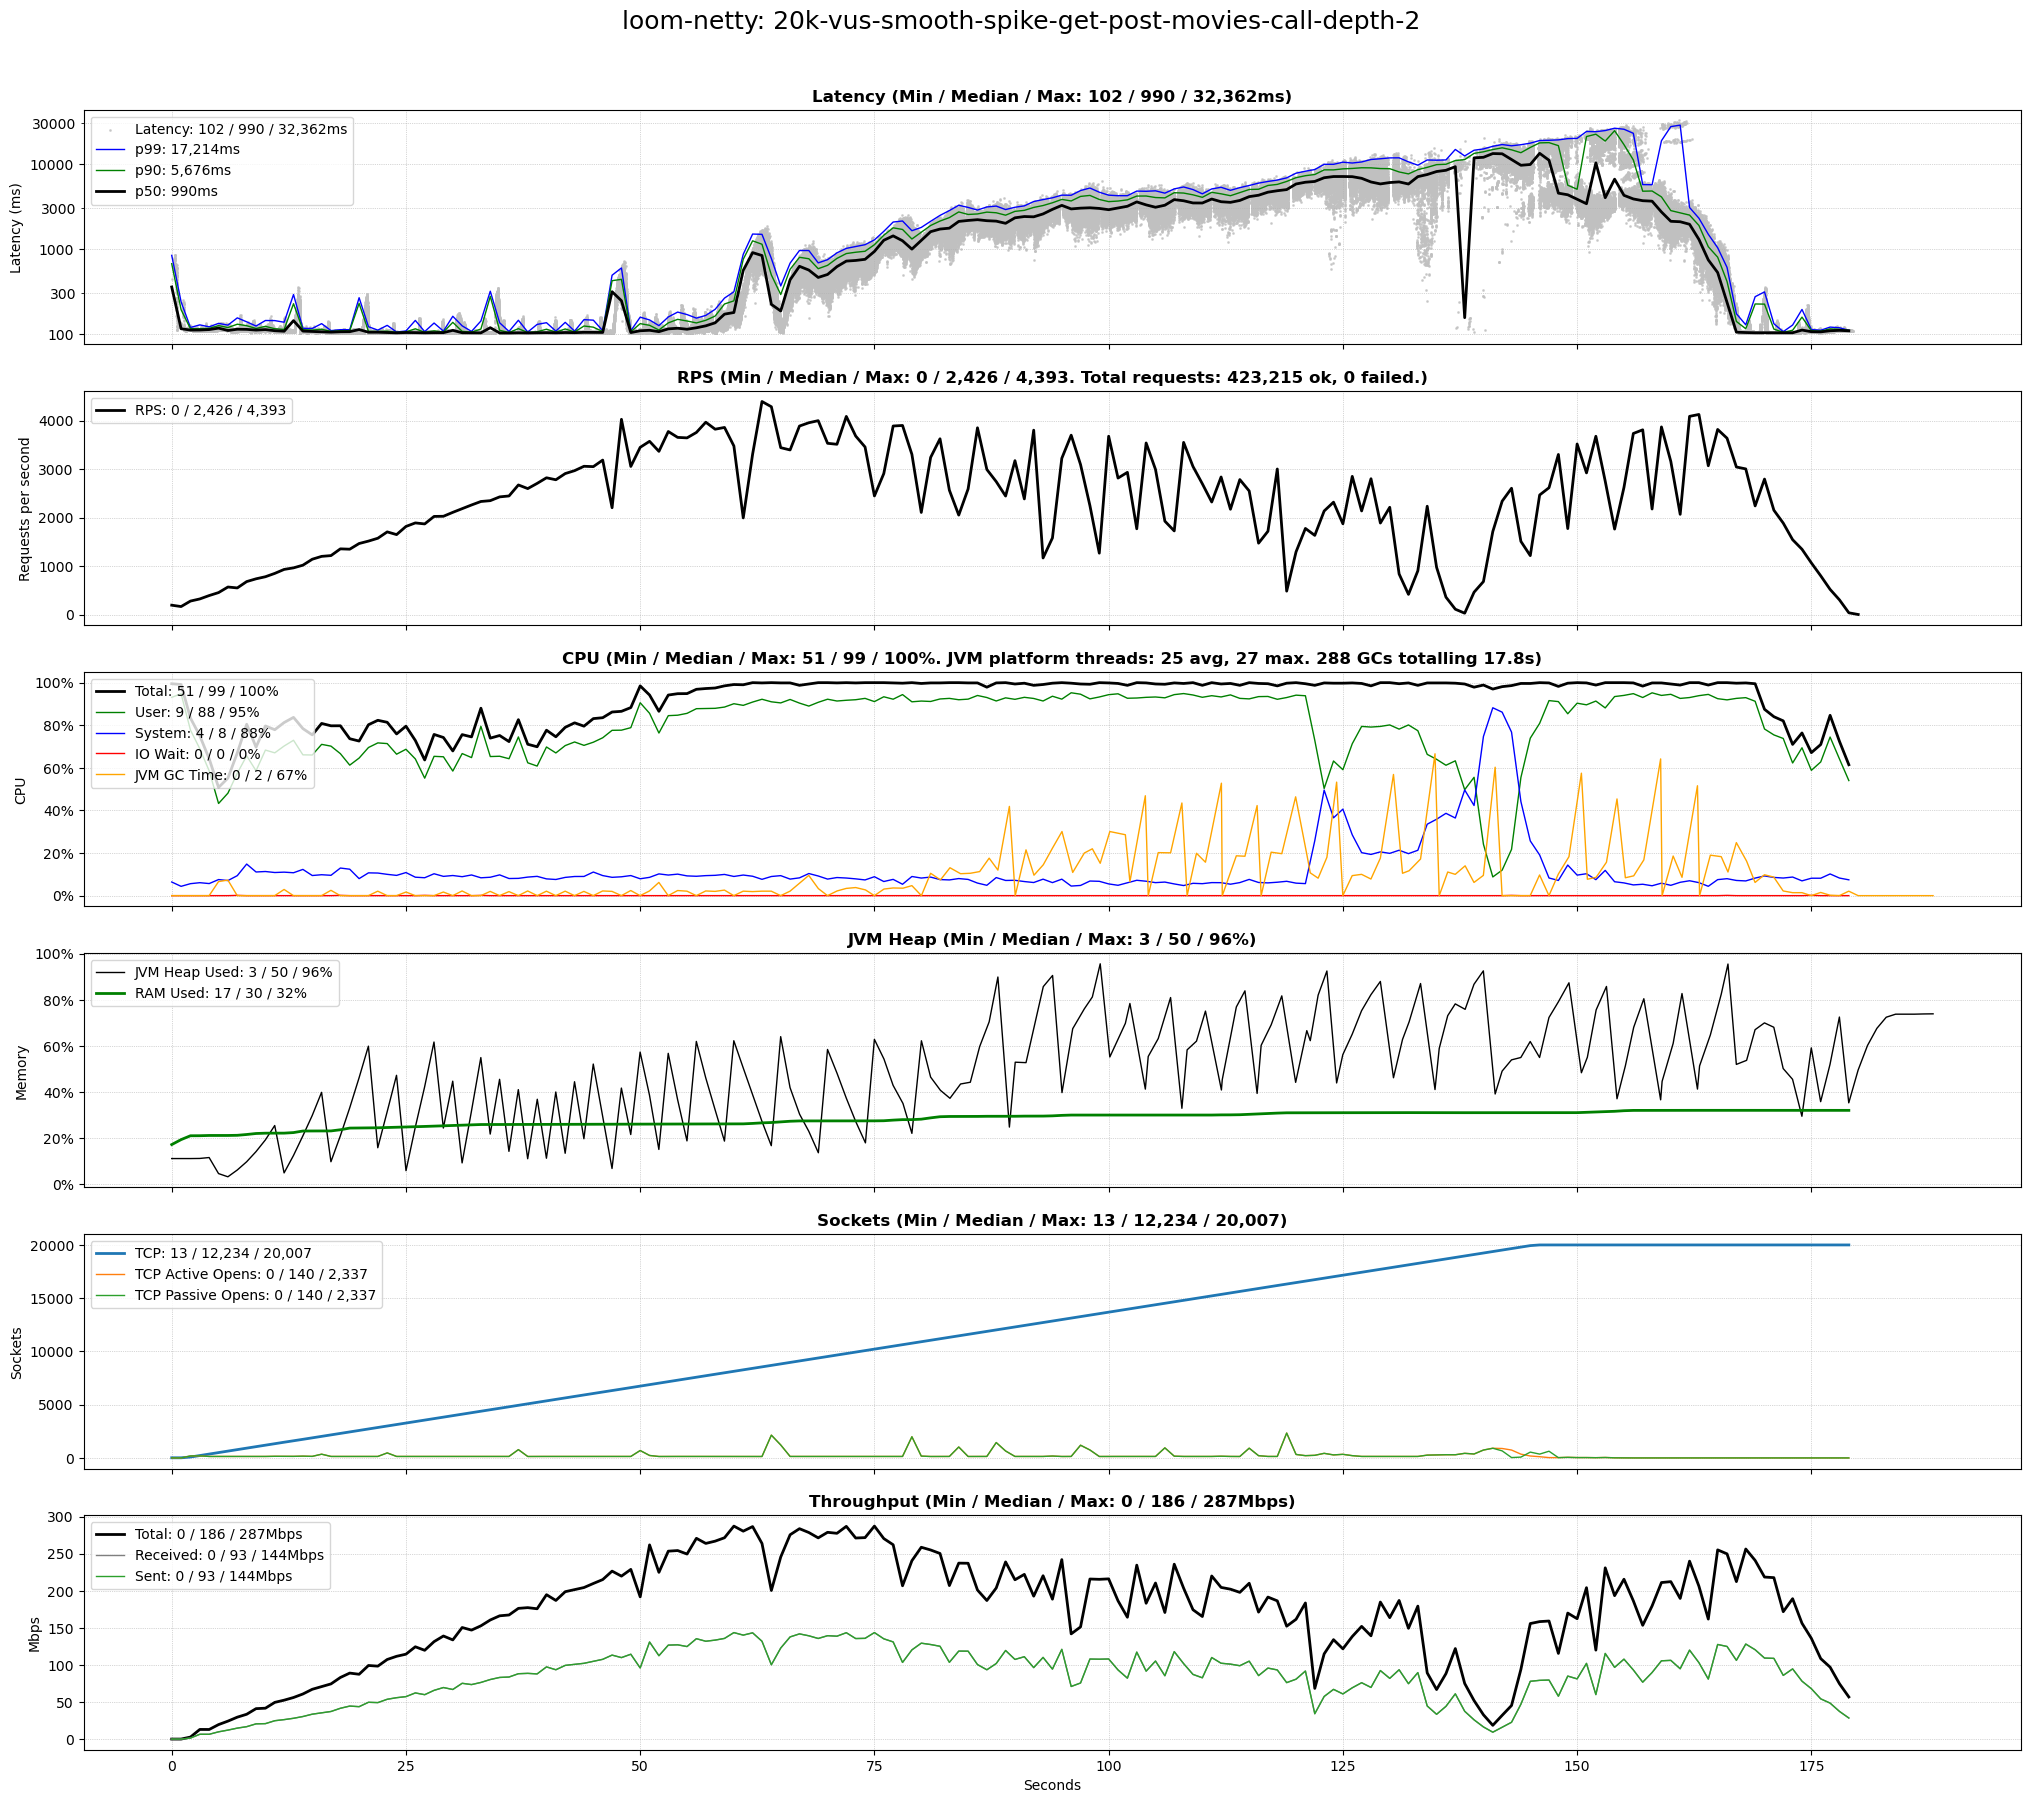 loom-netty: 20k-vus-smooth-spike-get-post-movies-call-depth-2
Latency (Min / Median / Max: 102 / 990 / 32,362ms)
Latency (ms)
30000
10000
3000
1000
300
100
Latency: 102 / 990 / 32,362ms
p99: 17,214ms
p90: 5,676ms
p50: 990ms
RPS (Min / Median / Max: 0 / 2,426 / 4,393. Total requests: 423,215 ok, 0 failed.)
Requests per second
4000
3000
2000
1000
0
RPS: 0 / 2,426 / 4,393
CPU (Min / Median / Max: 51 / 99 / 100%. JVM platform threads: 25 avg, 27 max. 288 GCs totalling 17.8s)
CPU
100%
80%
60%
40%
20%
0%
Total: 51 / 99 / 100%
User: 9 / 88 / 95%
System: 4 / 8 / 88%
IO Wait: 0 / 0 / 0%
JVM GC Time: 0 / 2 / 67%
JVM Heap (Min / Median / Max: 3 / 50 / 96%)
Memory
100%
80%
60%
40%
20%
0%
JVM Heap Used: 3 / 50 / 96%
RAM Used: 17 / 30 / 32%
Sockets (Min / Median / Max: 13 / 12,234 / 20,007)
Sockets
20000
15000
10000
5000
0
TCP: 13 / 12,234 / 20,007
TCP Active Opens: 0 / 140 / 2,337
TCP Passive Opens: 0 / 140 / 2,337
Throughput (Min / Median / Max: 0 / 186 / 287Mbps)
Mbps
300
250
200
150
100
50
0
Total: 0 / 186 / 287Mbps
Received: 0 / 93 / 144Mbps
Sent: 0 / 93 / 144Mbps
0 25 50 75 100 125 150 175
Seconds